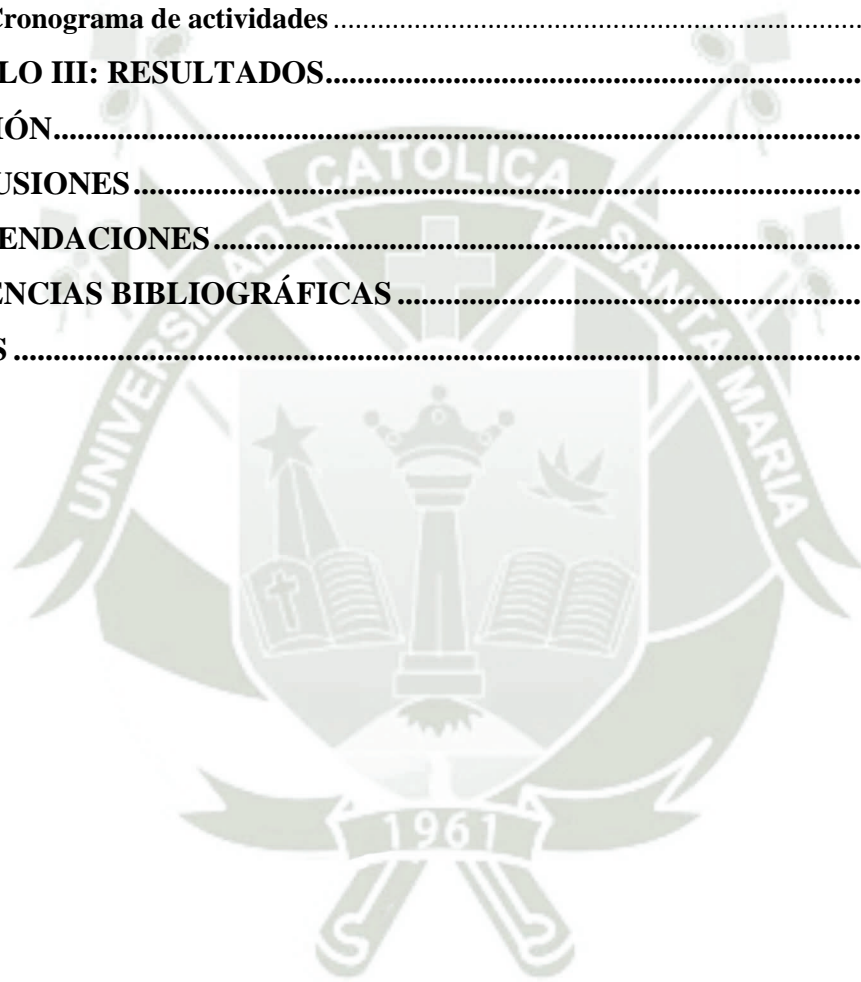 Cronograma de actividades ........................................................................
LO III: RESULTADOS...................................................................
IÓN.....................................................................................................
USIONES...........................................................................................
ENDACIONES.................................................................................
ENCIAS BIBLIOGRÁFICAS..........................................................
S..........................................................................................................
UNIVERSIDAD CATOLICA SANTA MARIA
1961